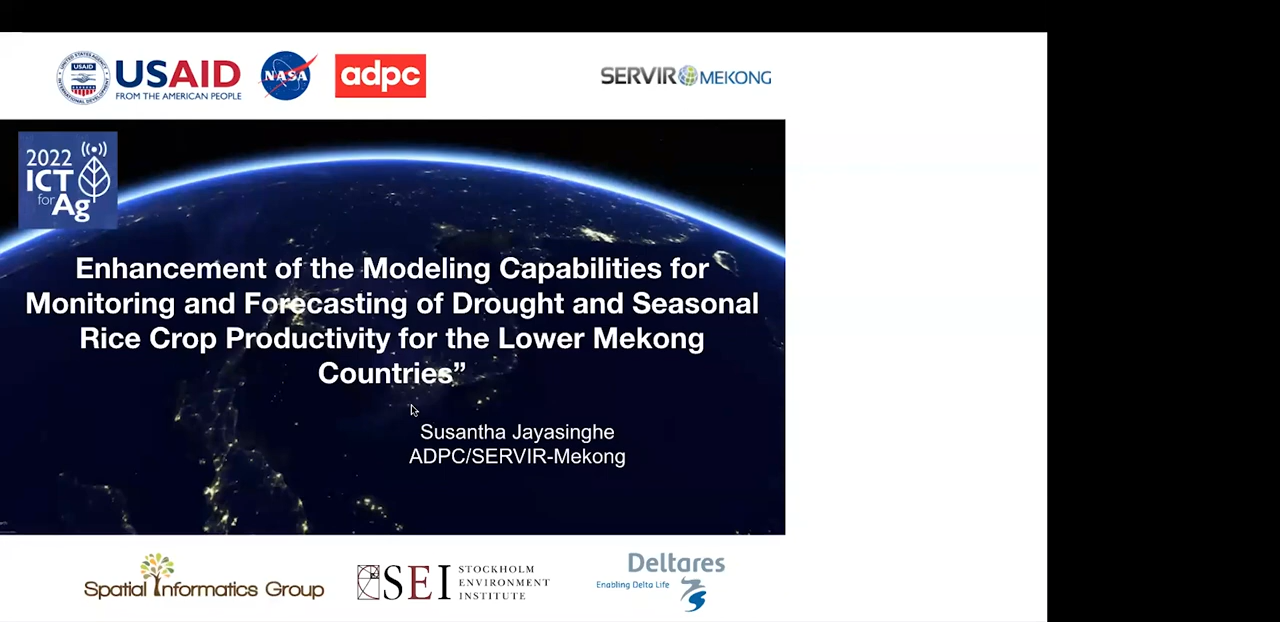 USAID
FROM THE AMERICAN PEOPLE
NASA
adpc
SERVIR MEKONG
2022
ICT
for
Ag
Enhancement of the Modeling Capabilities for
Monitoring and Forecasting of Drought and Seasonal
Rice Crop Productivity for the Lower Mekong
Countries”
Susantha Jayasinghe
ADPC/SERVIR-Mekong
Spatial Informatics Group
SEI
STOCKHOLM
ENVIRONMENT
INSTITUTE
Deltares
Enabling Delta Life